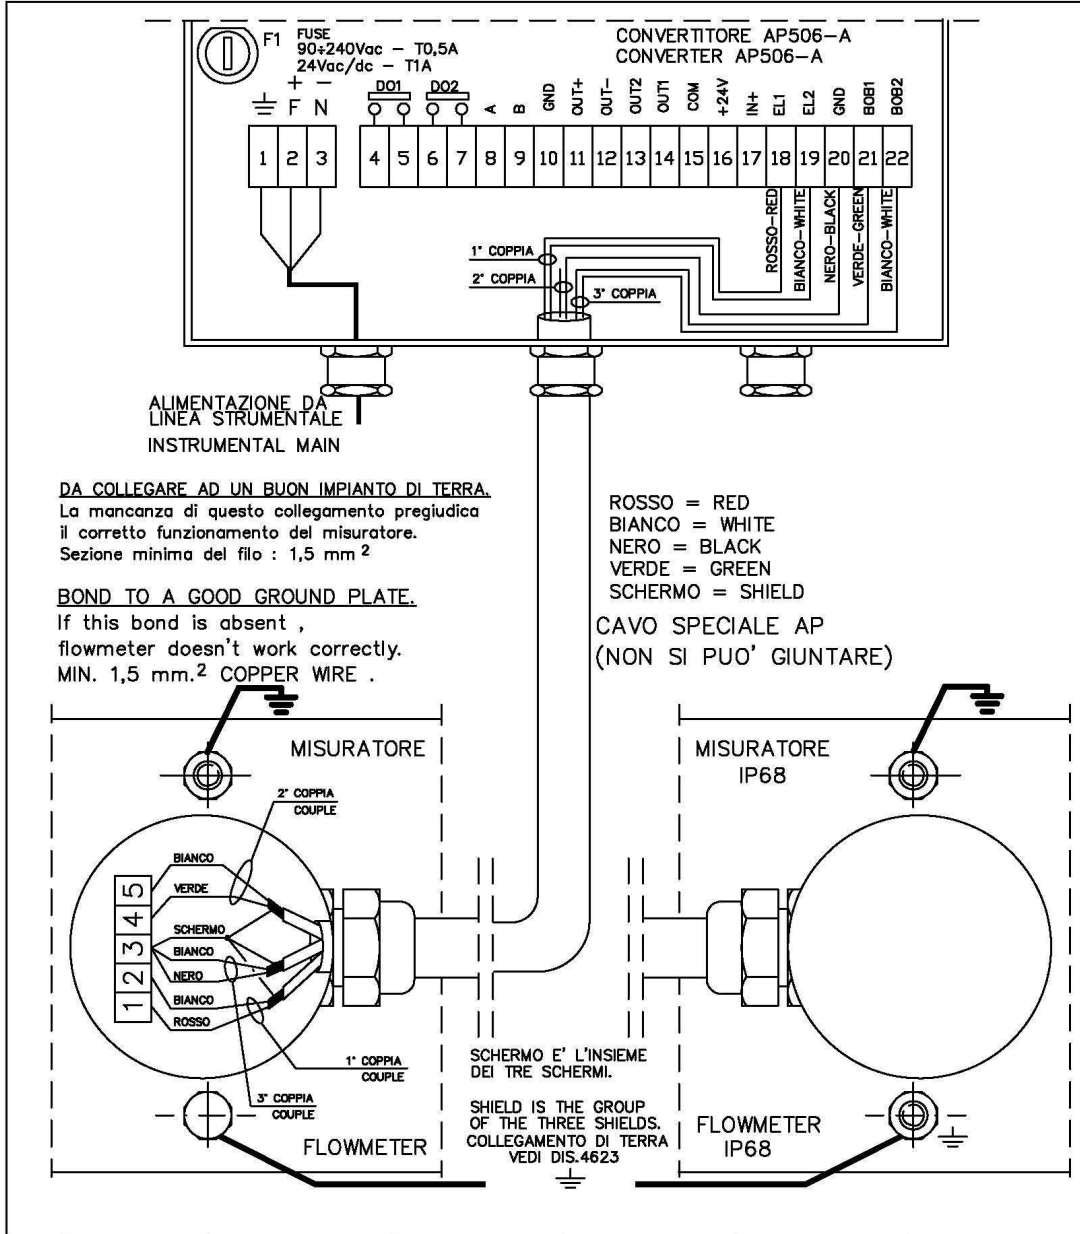 F1
FUSE
90÷240Vac – T0,5A
24Vac/dc – T1A
CONVERTITORE AP506–A
CONVERTER AP506–A
+ –
F N
DO1 DO2 A B GND OUT+ OUT– OUT2 OUT1 COM +24V IN+ EL1 EL2 GND BOB1 BOB2
1 2 3 4 5 6 7 8 9 10 11 12 13 14 15 16 17 18 19 20 21 22
ROSSO–RED
BIANCO–WHITE
NERO–BLACK
VERDE–GREEN
BIANCO–WHITE
1° COPPIA
2° COPPIA
3° COPPIA
ALIMENTAZIONE DA
LINEA STRUMENTALE
INSTRUMENTAL MAIN
DA COLLEGARE AD UN BUON IMPIANTO DI TERRA.
La mancanza di questo collegamento pregiudica
il corretto funzionamento del misuratore.
Sezione minima del filo : 1,5 mm 2
BOND TO A GOOD GROUND PLATE.
If this bond is absent ,
flowmeter doesn't work correctly.
MIN. 1,5 mm.2 COPPER WIRE .
ROSSO = RED
BIANCO = WHITE
NERO = BLACK
VERDE = GREEN
SCHERMO = SHIELD
CAVO SPECIALE AP
(NON SI PUO' GIUNTARE)
MISURATORE
2° COPPIA
COUPLE
BIANCO
VERDE
SCHERMO
BIANCO
NERO
BIANCO
ROSSO
5
4
3
2
1
1° COPPIA
COUPLE
3° COPPIA
COUPLE
FLOWMETER
SCHERMO E' L'INSIEME
DEI TRE SCHERMI.
SHIELD IS THE GROUP
OF THE THREE SHIELDS.
COLLEGAMENTO DI TERRA
VEDI DIS.4623
MISURATORE
IP68
FLOWMETER
IP68